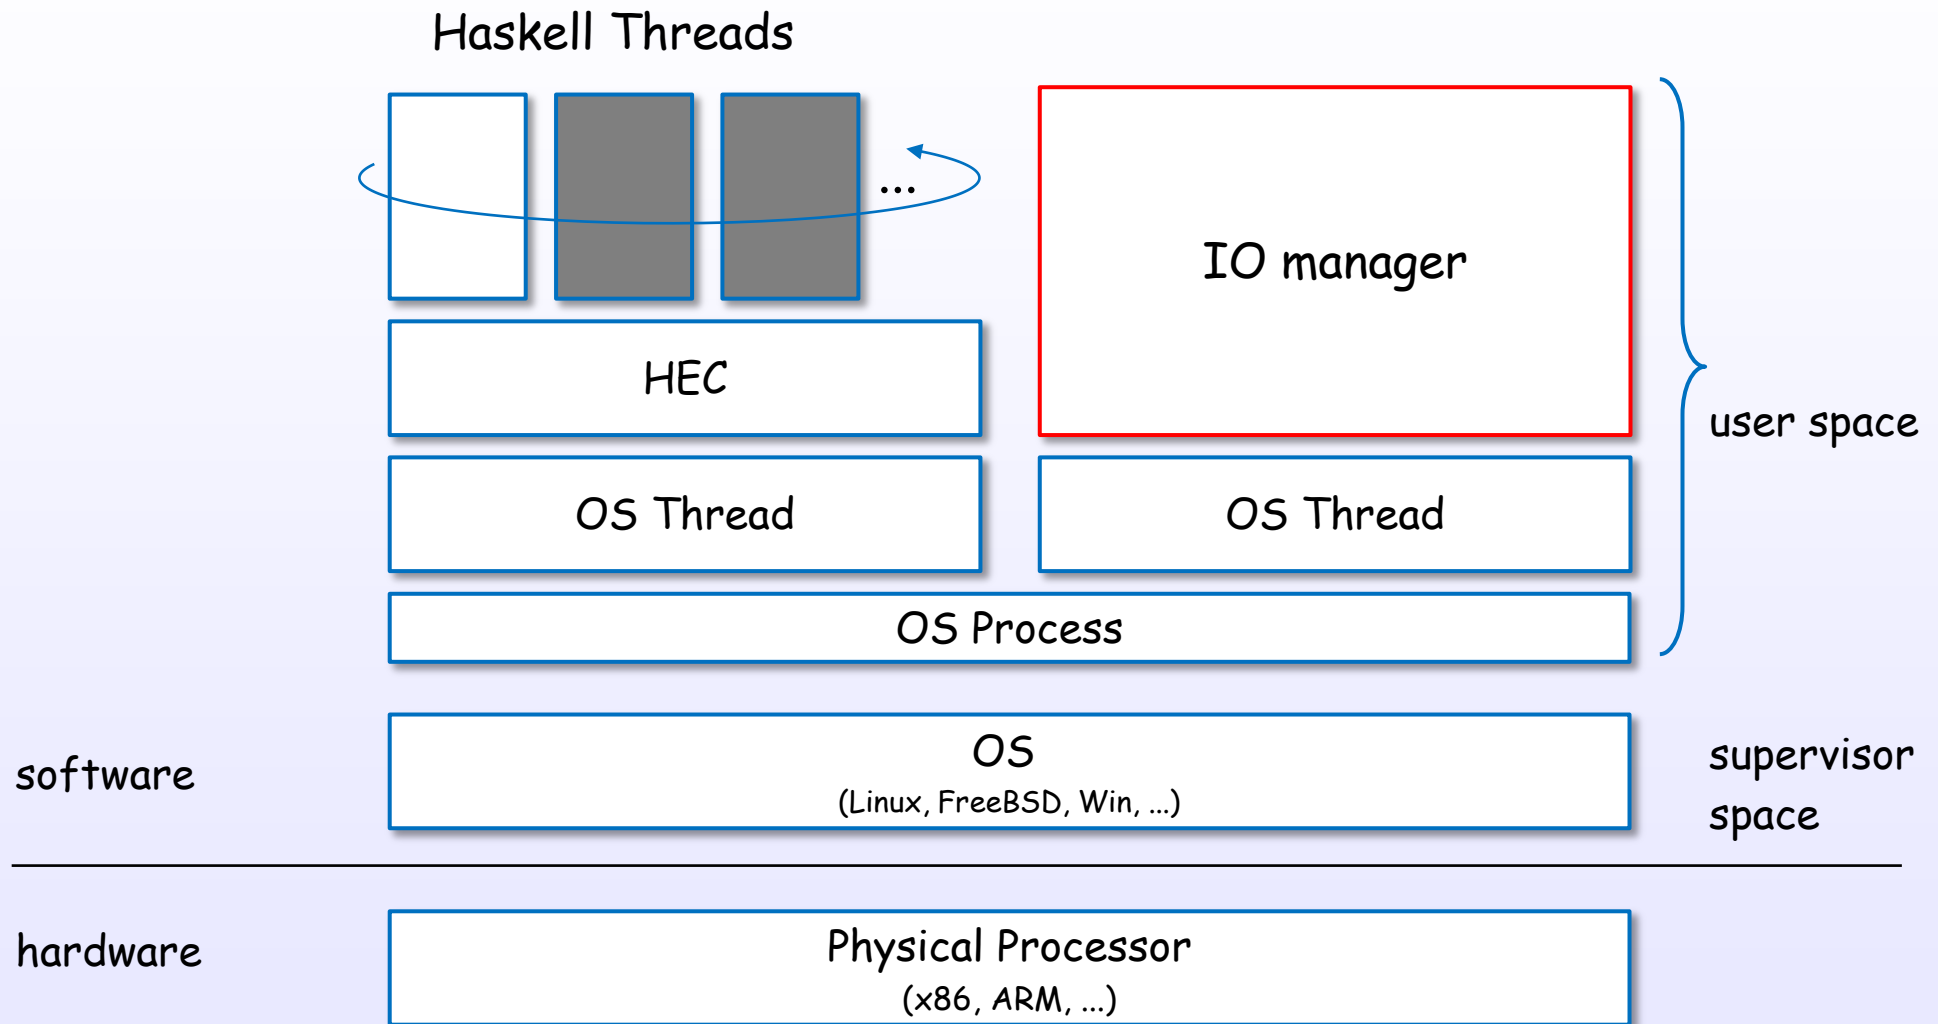 Haskell Threads
...
IO manager
HEC
user space
OS Thread
OS Thread
OS Process
software
OS
(Linux, FreeBSD, Win, ...)
supervisor
space
hardware
Physical Processor
(x86, ARM, ...)